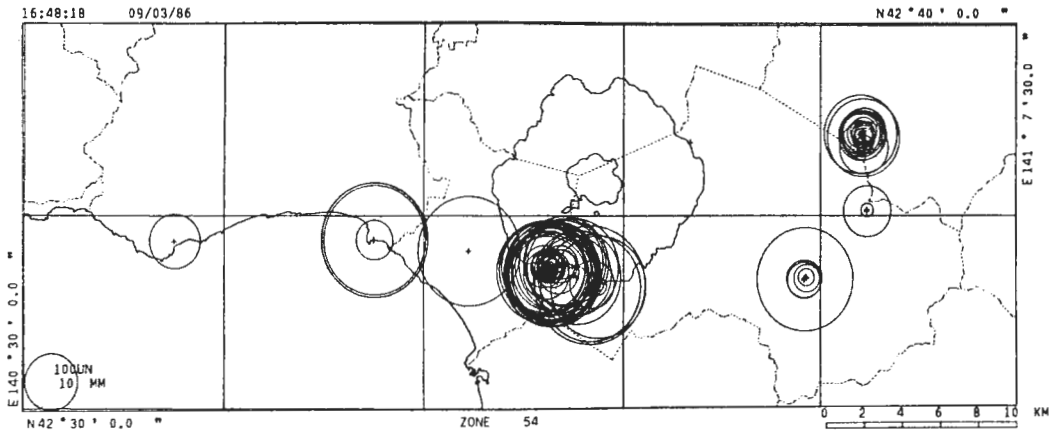 16:48:18 09/03/86 N42 ° 40 ' 0.0 "
E141 ° 7 ' 30.0 "
E140 ° 30 ' 0.0 "
100UN
10 MM
N42 ° 30 ' 0.0 " ZONE 54
0 2 4 6 8 10 KM